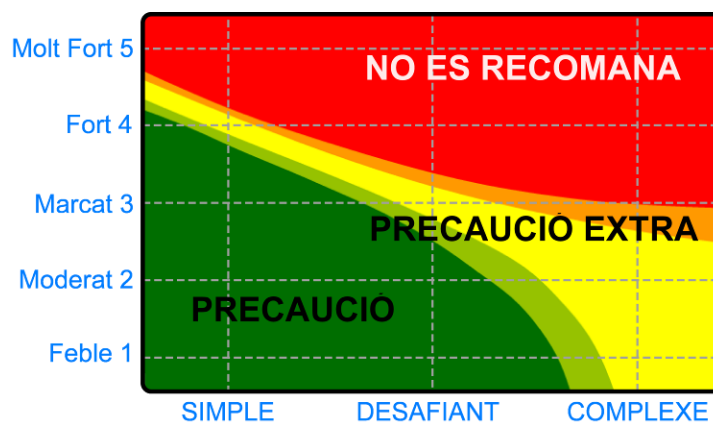 Molt Fort 5
NO ES RECOMANA
Fort 4
Marcat 3
PRECAUCIÓ EXTRA
Moderat 2
PRECAUCIÓ
Feble 1
SIMPLE DESAFIANT COMPLEXE